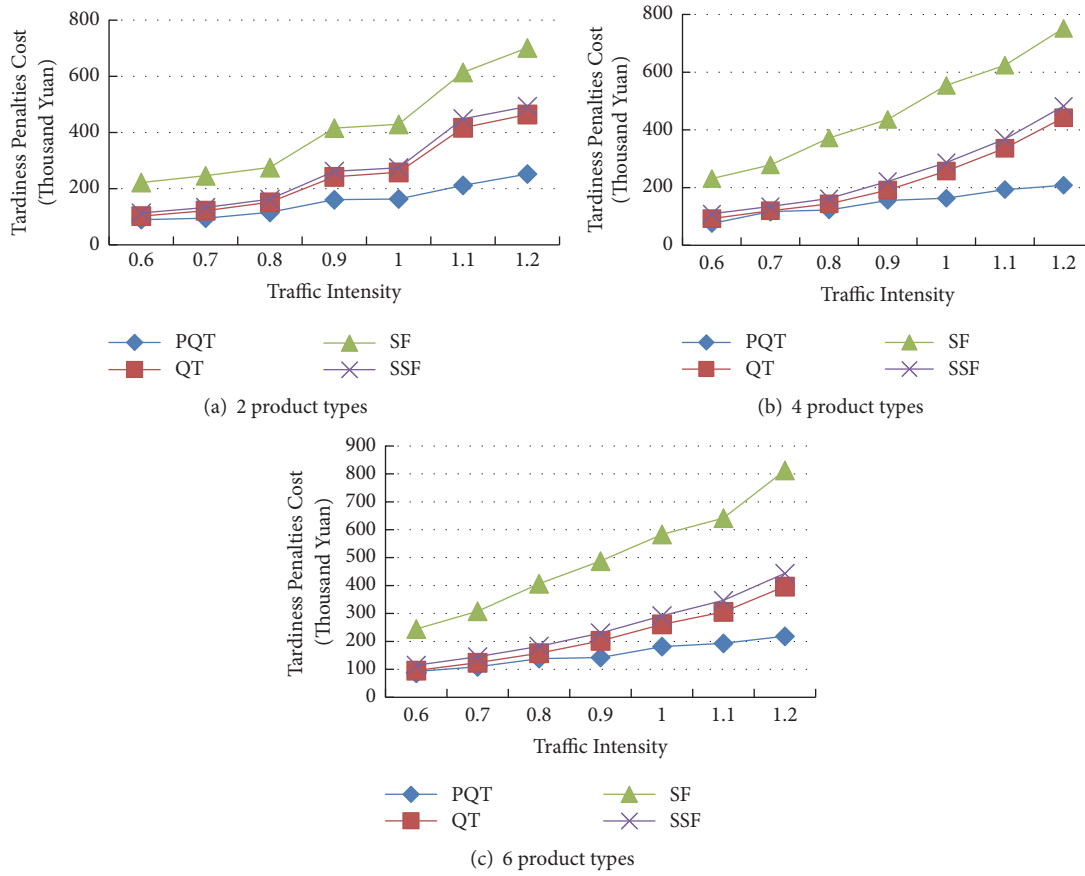 Tardiness Penalties Cost
(Thousand Yuan)
800
600
400
200
0
0.6 0.7 0.8 0.9 1 1.1 1.2
Traffic Intensity
PQT SF
QT SSF
(a) 2 product types
Tardiness Penalties Cost
(Thousand Yuan)
800
600
400
200
0
0.6 0.7 0.8 0.9 1 1.1 1.2
Traffic Intensity
PQT SF
QT SSF
(b) 4 product types
Tardiness Penalties Cost
(Thousand Yuan)
900
800
700
600
500
400
300
200
100
0
0.6 0.7 0.8 0.9 1 1.1 1.2
Traffic Intensity
PQT SF
QT SSF
(c) 6 product types